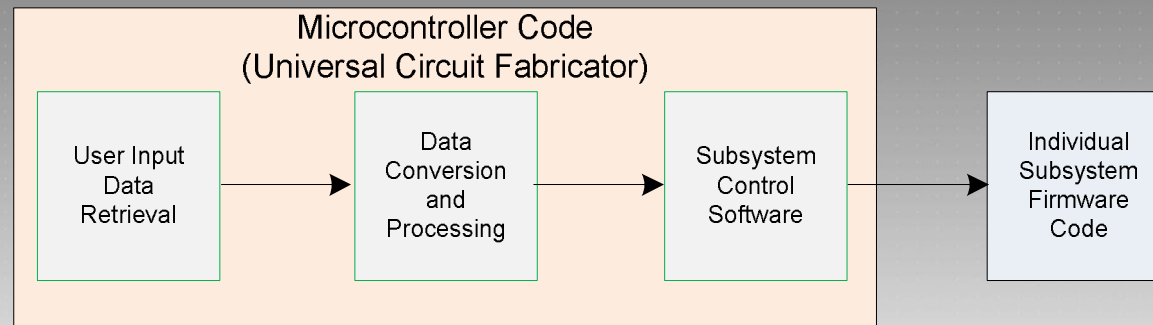 Microcontroller Code
(Universal Circuit Fabricator)
User Input
Data
Retrieval
Data
Conversion
and
Processing
Subsystem
Control
Software
Individual
Subsystem
Firmware
Code